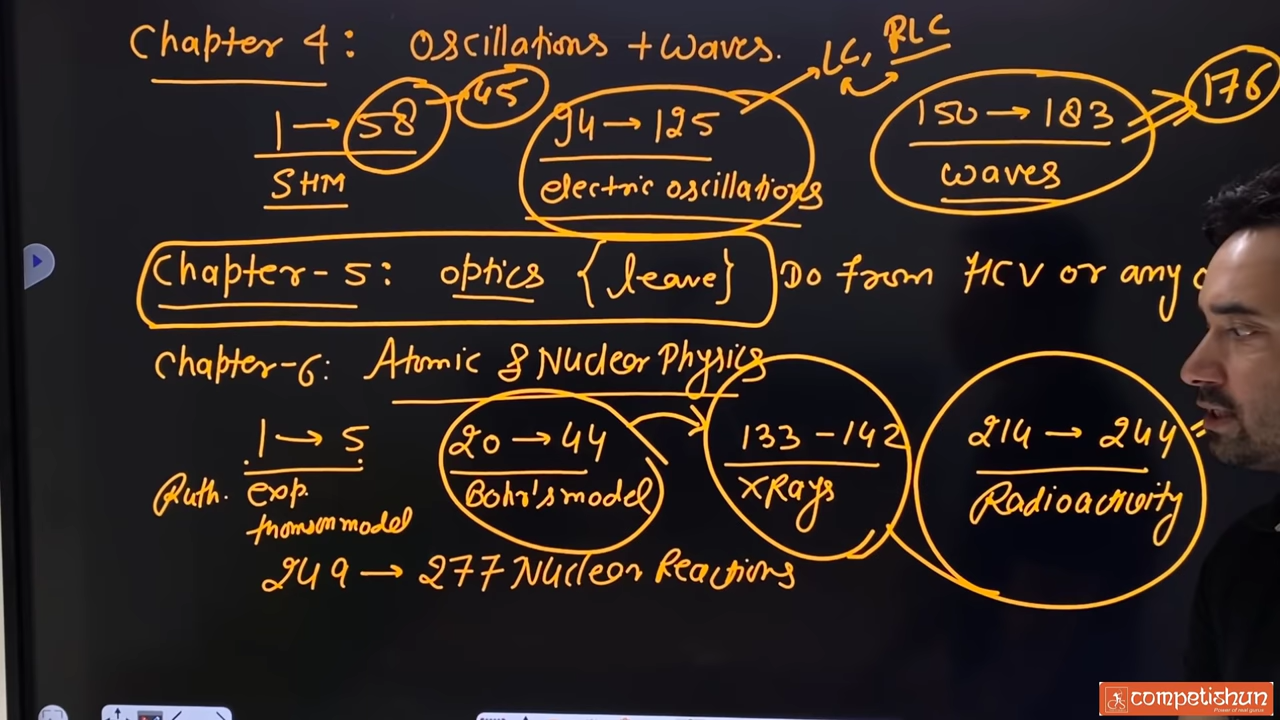 Chapter 4: Oscillations + Waves.
LC, RLC
1 → 58 → 45
SHM
94 → 125
electric oscillations
150 → 183 ⇒ 176
waves
Chapter-5: optics {leave} Do from HCV or any
Chapter-6: Atomic & Nuclear Physics
1 → 5
Ruth. exp.
Thomson model
20 → 44
Bohr's model
133 - 142
X Rays
214 → 244
Radioactivity
249 → 277 Nuclear Reactions
competishun